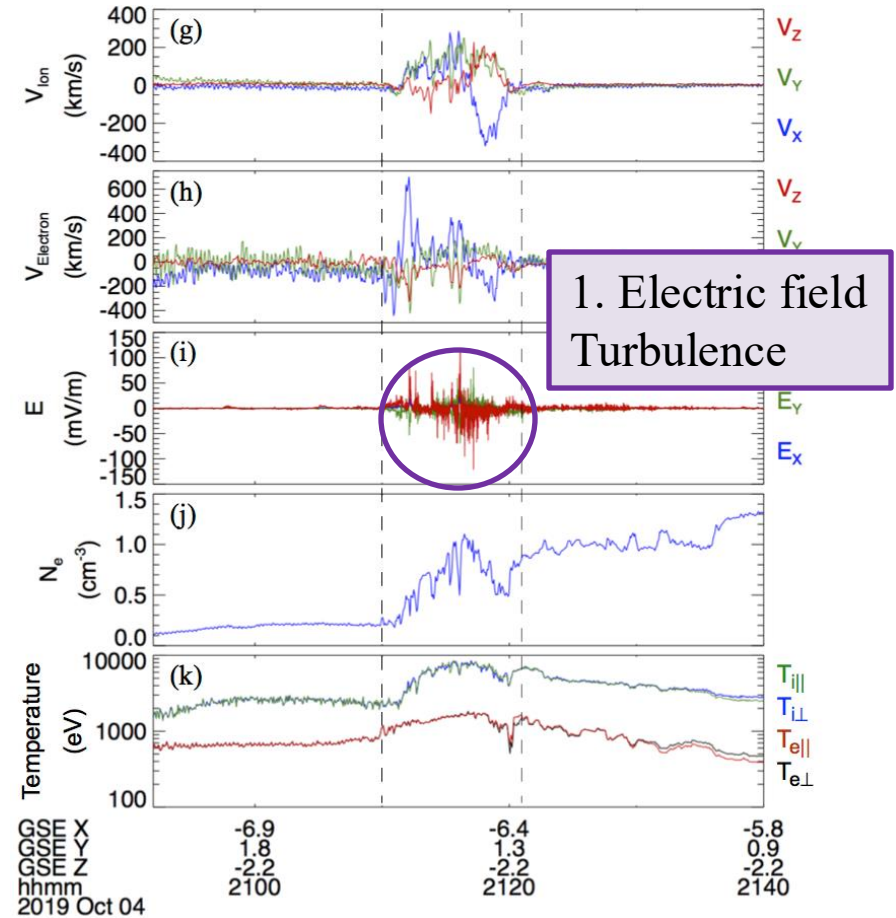 400
200
0
-200
-400
V_Ion
(km/s)
(g)
V_Z
V_Y
V_X
600
400
200
0
-200
-400
V_Electron
(km/s)
(h)
V_Z
V_Y
1. Electric field
Turbulence
150
100
50
0
-50
-100
-150
E
(mV/m)
(i)
E_Y
E_X
1.5
1.0
0.5
0.0
N_e
(cm⁻³)
(j)
10000
1000
100
Temperature
(eV)
(k)
T_i||
T_i⊥
T_e||
T_e⊥
GSE X -6.9 -6.4 -5.8
GSE Y 1.8 1.3 0.9
GSE Z -2.2 -2.2 -2.2
hhmm 2100 2120 2140
2019 Oct 04